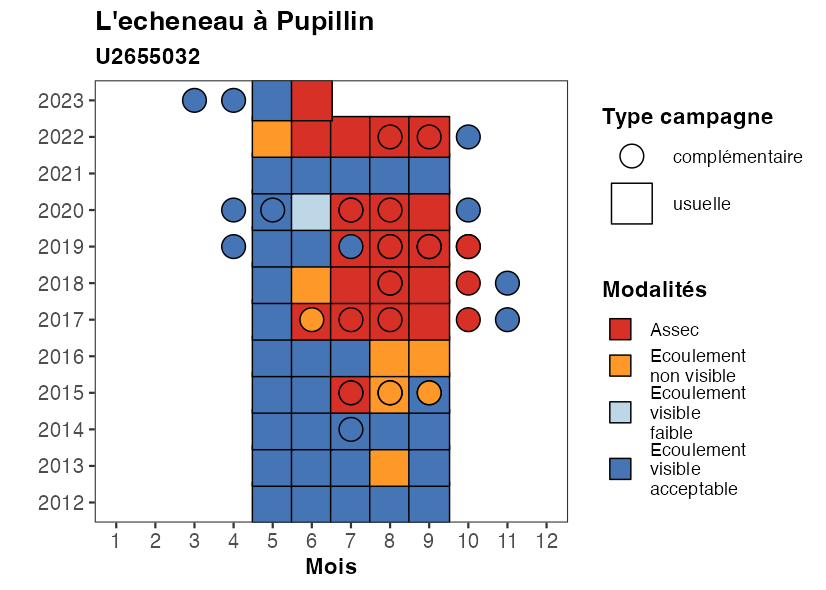 L'echeneau à Pupillin
U2655032
2023
2022
2021
2020
2019
2018
2017
2016
2015
2014
2013
2012
1 2 3 4 5 6 7 8 9 10 11 12
Mois
Type campagne
complémentaire
usuelle
Modalités
Assec
Ecoulement
non visible
Ecoulement
visible
faible
Ecoulement
visible
acceptable